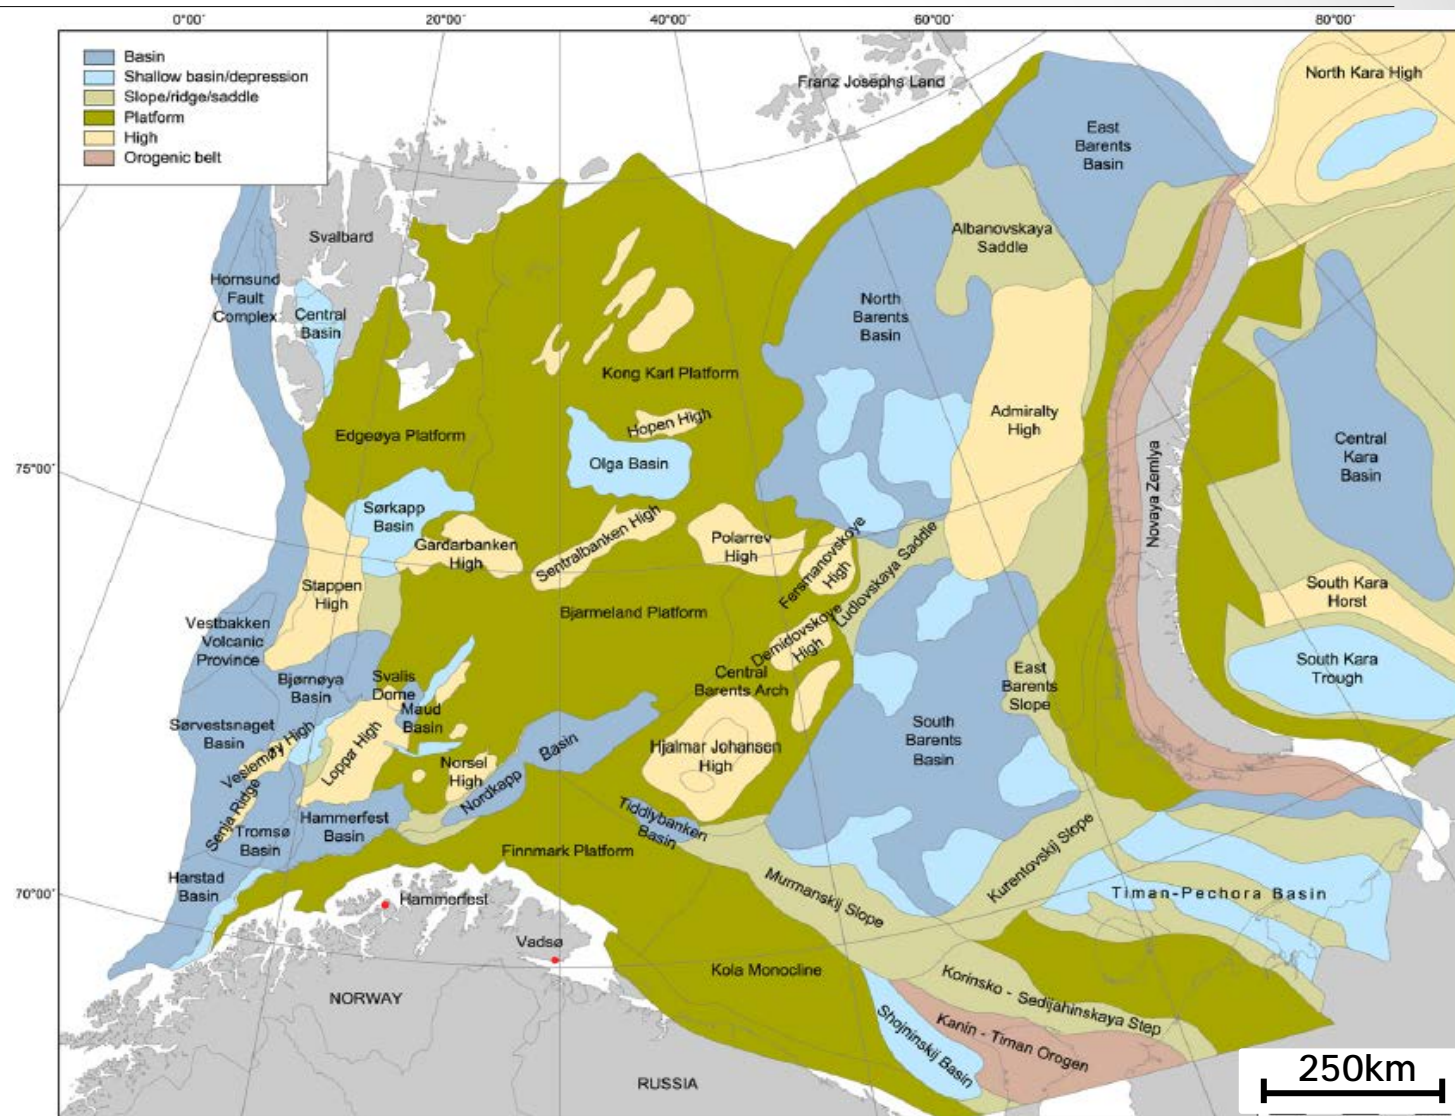 0°00'
20°00'
40°00'
60°00'
80°00'
Basin
Shallow basin/depression
Slope/ridge/saddle
Platform
High
Orogenic belt
Franz Josephs Land
North Kara High
East
Barents
Basin
Svalbard
Albanovskaya
Saddle
Hornsund
Fault
Complex
Central
Basin
North
Barents
Basin
Kong Karl Platform
Hopen High
Admiralty
High
Edgeøya Platform
Olga Basin
Central
Kara
Basin
75°00'
Novaya Zemlya
Sørkapp
Basin
Gardarbanken
High
Sentralbanken High
Polarrev
High
Fersmanovskoye
High
Ludlovskaya Saddle
Stappen
High
South Kara
Horst
Bjarmeland Platform
Vestbakken
Volcanic
Province
Demidovskoye
High
South Kara
Trough
Bjørnøya
Basin
Svalis
Dome
Maud
Basin
Central
Barents Arch
East
Barents
Slope
Sørvestsnaget
Basin
Veslemøy High
Loppa High
Norsel
High
Nordkapp
Basin
Hjalmar Johansen
High
South
Barents
Basin
Senja Ridge
Tromsø
Basin
Hammerfest
Basin
Tiddlybanken
Basin
Finnmark Platform
Harstad
Basin
Murmanskij Slope
Kurentovskij Slope
Timan-Pechora Basin
70°00'
Hammerfest
Vadsø
Kola Monocline
Korinsko - Sedijahinskaya Step
NORWAY
Shojninskij Basin
Kanin - Timan Orogen
RUSSIA
250km